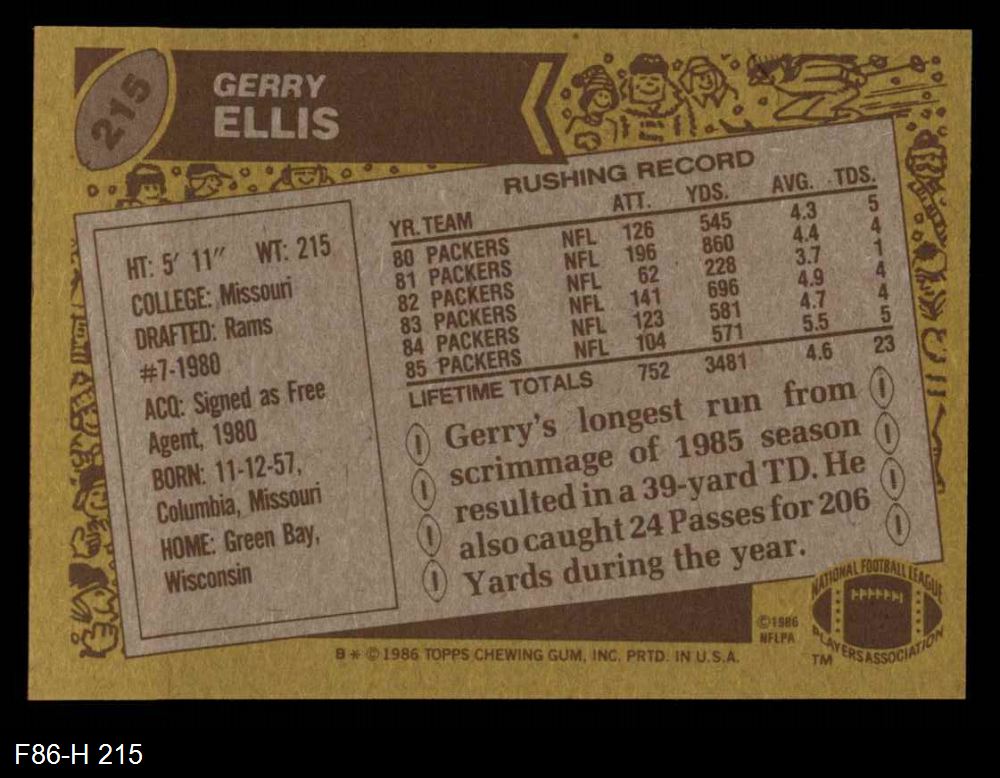 215
GERRY
ELLIS
HT: 5' 11" WT: 215
COLLEGE: Missouri
DRAFTED: Rams
#7-1980
ACQ: Signed as Free
Agent, 1980
BORN: 11-12-57,
Columbia, Missouri
HOME: Green Bay,
Wisconsin
RUSHING RECORD
YR. TEAM ATT. YDS. AVG. TDS.
80 PACKERS NFL 126 545 4.3 5
81 PACKERS NFL 196 860 4.4 4
82 PACKERS NFL 62 228 3.7 1
83 PACKERS NFL 141 696 4.9 4
84 PACKERS NFL 123 581 4.7 4
85 PACKERS NFL 104 571 5.5 5
LIFETIME TOTALS 752 3481 4.6 23
Gerry's longest run from
scrimmage of 1985 season
resulted in a 39-yard TD. He
also caught 24 Passes for 206
Yards during the year.
©1986
NFLPA
NATIONAL FOOTBALL LEAGUE
PLAYERS ASSOCIATION
TM
B * © 1986 TOPPS CHEWING GUM, INC. PRTD. IN U.S.A.
F86-H 215